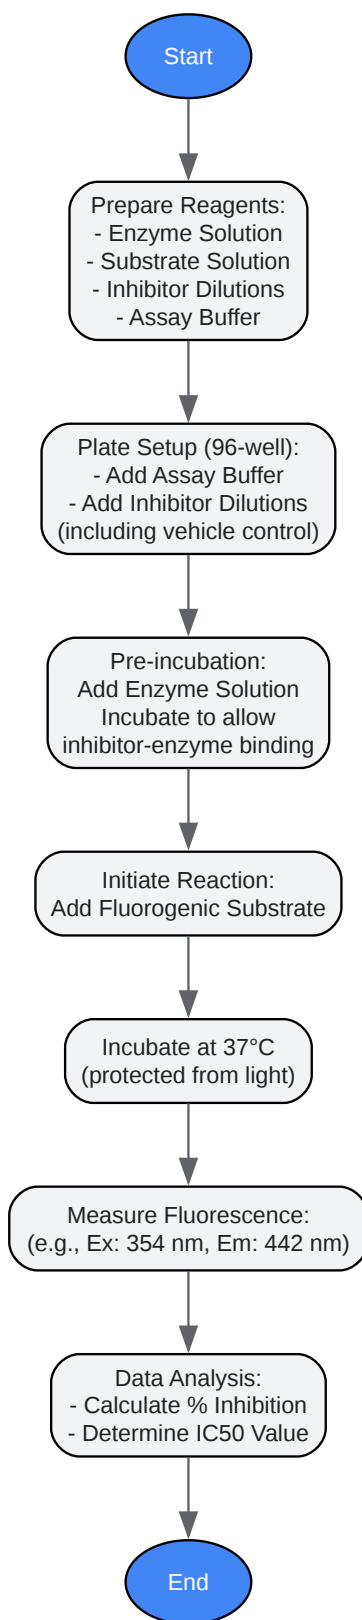 Start
Prepare Reagents:
- Enzyme Solution
- Substrate Solution
- Inhibitor Dilutions
- Assay Buffer
Plate Setup (96-well):
- Add Assay Buffer
- Add Inhibitor Dilutions
(including vehicle control)
Pre-incubation:
Add Enzyme Solution
Incubate to allow
inhibitor-enzyme binding
Initiate Reaction:
Add Fluorogenic Substrate
Incubate at 37°C
(protected from light)
Measure Fluorescence:
(e.g., Ex: 354 nm, Em: 442 nm)
Data Analysis:
- Calculate % Inhibition
- Determine IC50 Value
End